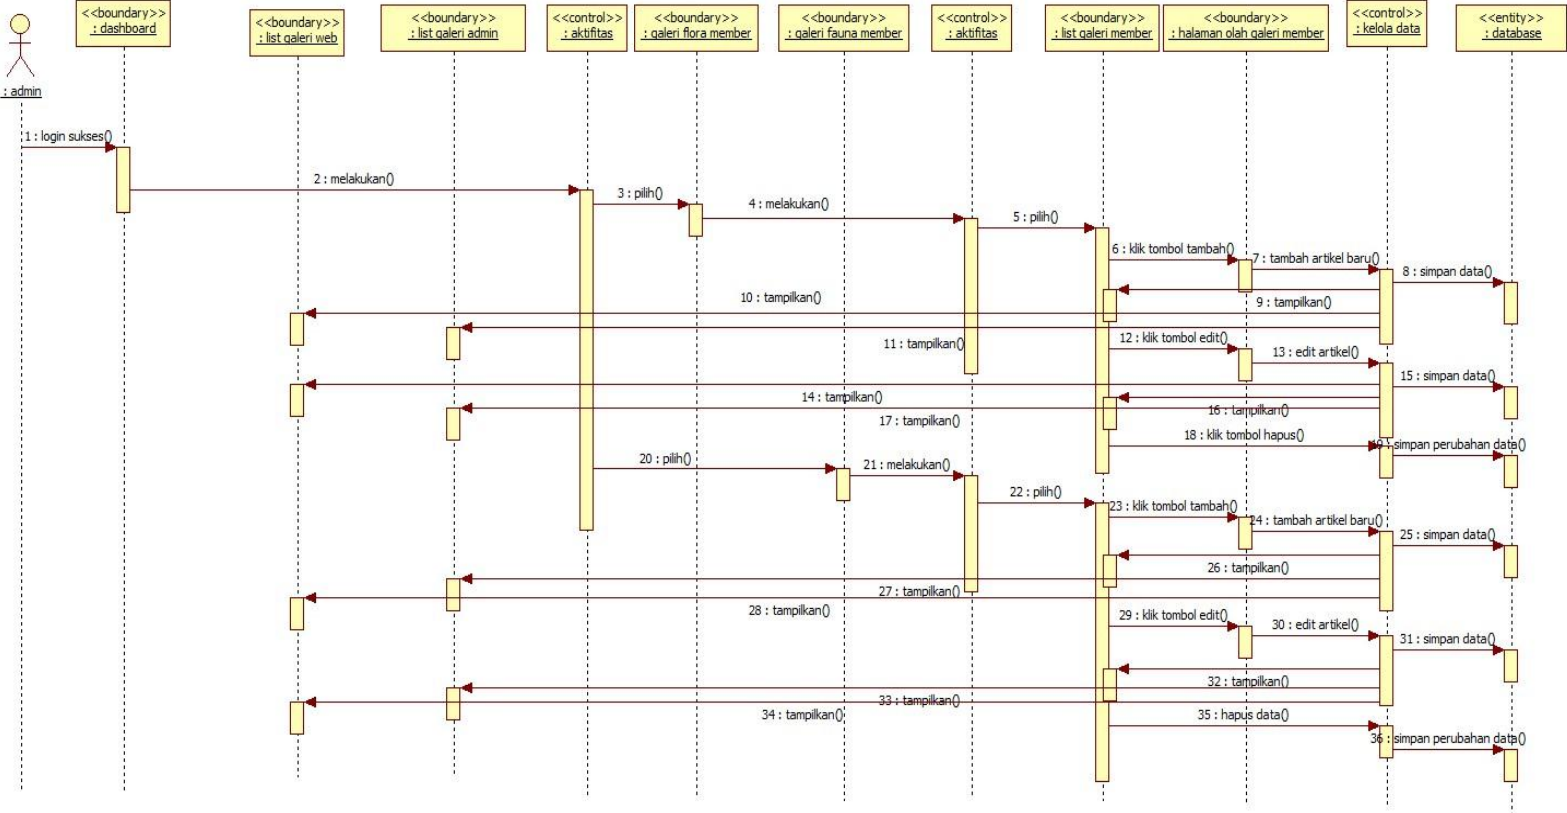 <<boundary>>
: dashboard
<<boundary>>
: list galeri web
<<boundary>>
: list galeri admin
<<control>>
: aktifitas
<<boundary>>
: galeri flora member
<<boundary>>
: galeri fauna member
<<control>>
: aktifitas
<<boundary>>
: list galeri member
<<boundary>>
: halaman olah galeri member
<<control>>
: kelola data
<<entity>>
: database
: admin
1 : login sukses()
2 : melakukan()
3 : pilih()
4 : melakukan()
5 : pilih()
6 : klik tombol tambah()
7 : tambah artikel baru()
8 : simpan data()
9 : tampilkan()
10 : tampilkan()
11 : tampilkan()
12 : klik tombol edit()
13 : edit artikel()
14 : tampilkan()
15 : simpan data()
16 : tampilkan()
17 : tampilkan()
18 : klik tombol hapus()
19 : simpan perubahan data()
20 : pilih()
21 : melakukan()
22 : pilih()
23 : klik tombol tambah()
24 : tambah artikel baru()
25 : simpan data()
26 : tampilkan()
27 : tampilkan()
28 : tampilkan()
29 : klik tombol edit()
30 : edit artikel()
31 : simpan data()
32 : tampilkan()
33 : tampilkan()
34 : tampilkan()
35 : hapus data()
36 : simpan perubahan data()